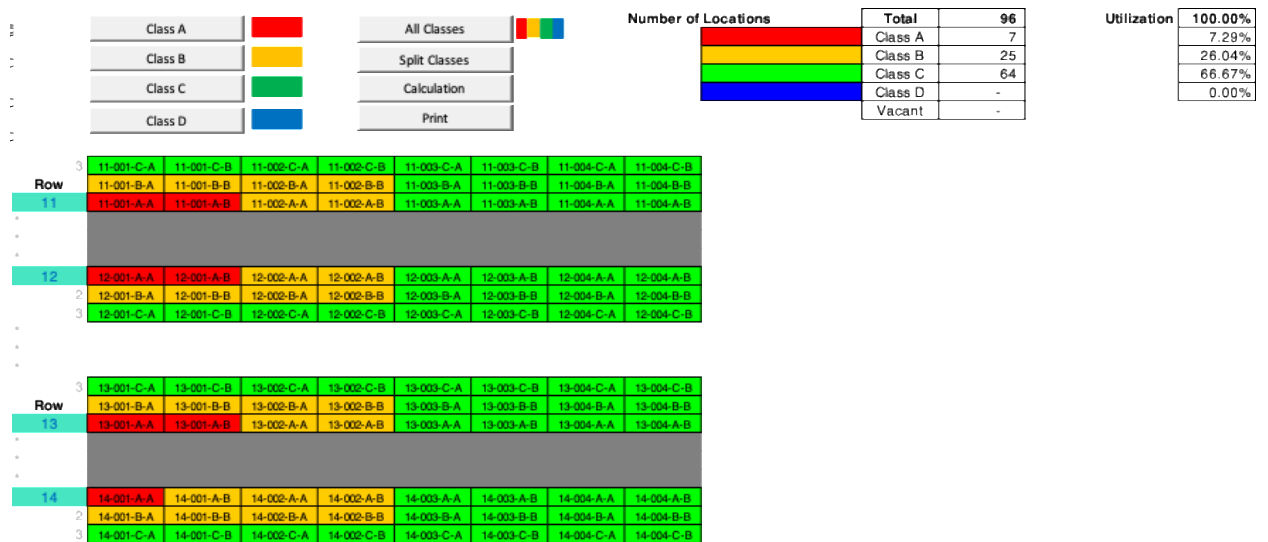 Class A All Classes Number of Locations Total 96 Utilization 100.00%
Class A 7 7.29%
Class B Split Classes Class B 25 26.04%
Class C Calculation Class C 64 66.67%
Class D - 0.00%
Class D Print Vacant -
3 11-001-C-A 11-001-C-B 11-002-C-A 11-002-C-B 11-003-C-A 11-003-C-B 11-004-C-A 11-004-C-B
Row 11-001-B-A 11-001-B-B 11-002-B-A 11-002-B-B 11-003-B-A 11-003-B-B 11-004-B-A 11-004-B-B
11 11-001-A-A 11-001-A-B 11-002-A-A 11-002-A-B 11-003-A-A 11-003-A-B 11-004-A-A 11-004-A-B
12 12-001-A-A 12-001-A-B 12-002-A-A 12-002-A-B 12-003-A-A 12-003-A-B 12-004-A-A 12-004-A-B
2 12-001-B-A 12-001-B-B 12-002-B-A 12-002-B-B 12-003-B-A 12-003-B-B 12-004-B-A 12-004-B-B
3 12-001-C-A 12-001-C-B 12-002-C-A 12-002-C-B 12-003-C-A 12-003-C-B 12-004-C-A 12-004-C-B
3 13-001-C-A 13-001-C-B 13-002-C-A 13-002-C-B 13-003-C-A 13-003-C-B 13-004-C-A 13-004-C-B
Row 13-001-B-A 13-001-B-B 13-002-B-A 13-002-B-B 13-003-B-A 13-003-B-B 13-004-B-A 13-004-B-B
13 13-001-A-A 13-001-A-B 13-002-A-A 13-002-A-B 13-003-A-A 13-003-A-B 13-004-A-A 13-004-A-B
14 14-001-A-A 14-001-A-B 14-002-A-A 14-002-A-B 14-003-A-A 14-003-A-B 14-004-A-A 14-004-A-B
2 14-001-B-A 14-001-B-B 14-002-B-A 14-002-B-B 14-003-B-A 14-003-B-B 14-004-B-A 14-004-B-B
3 14-001-C-A 14-001-C-B 14-002-C-A 14-002-C-B 14-003-C-A 14-003-C-B 14-004-C-A 14-004-C-B